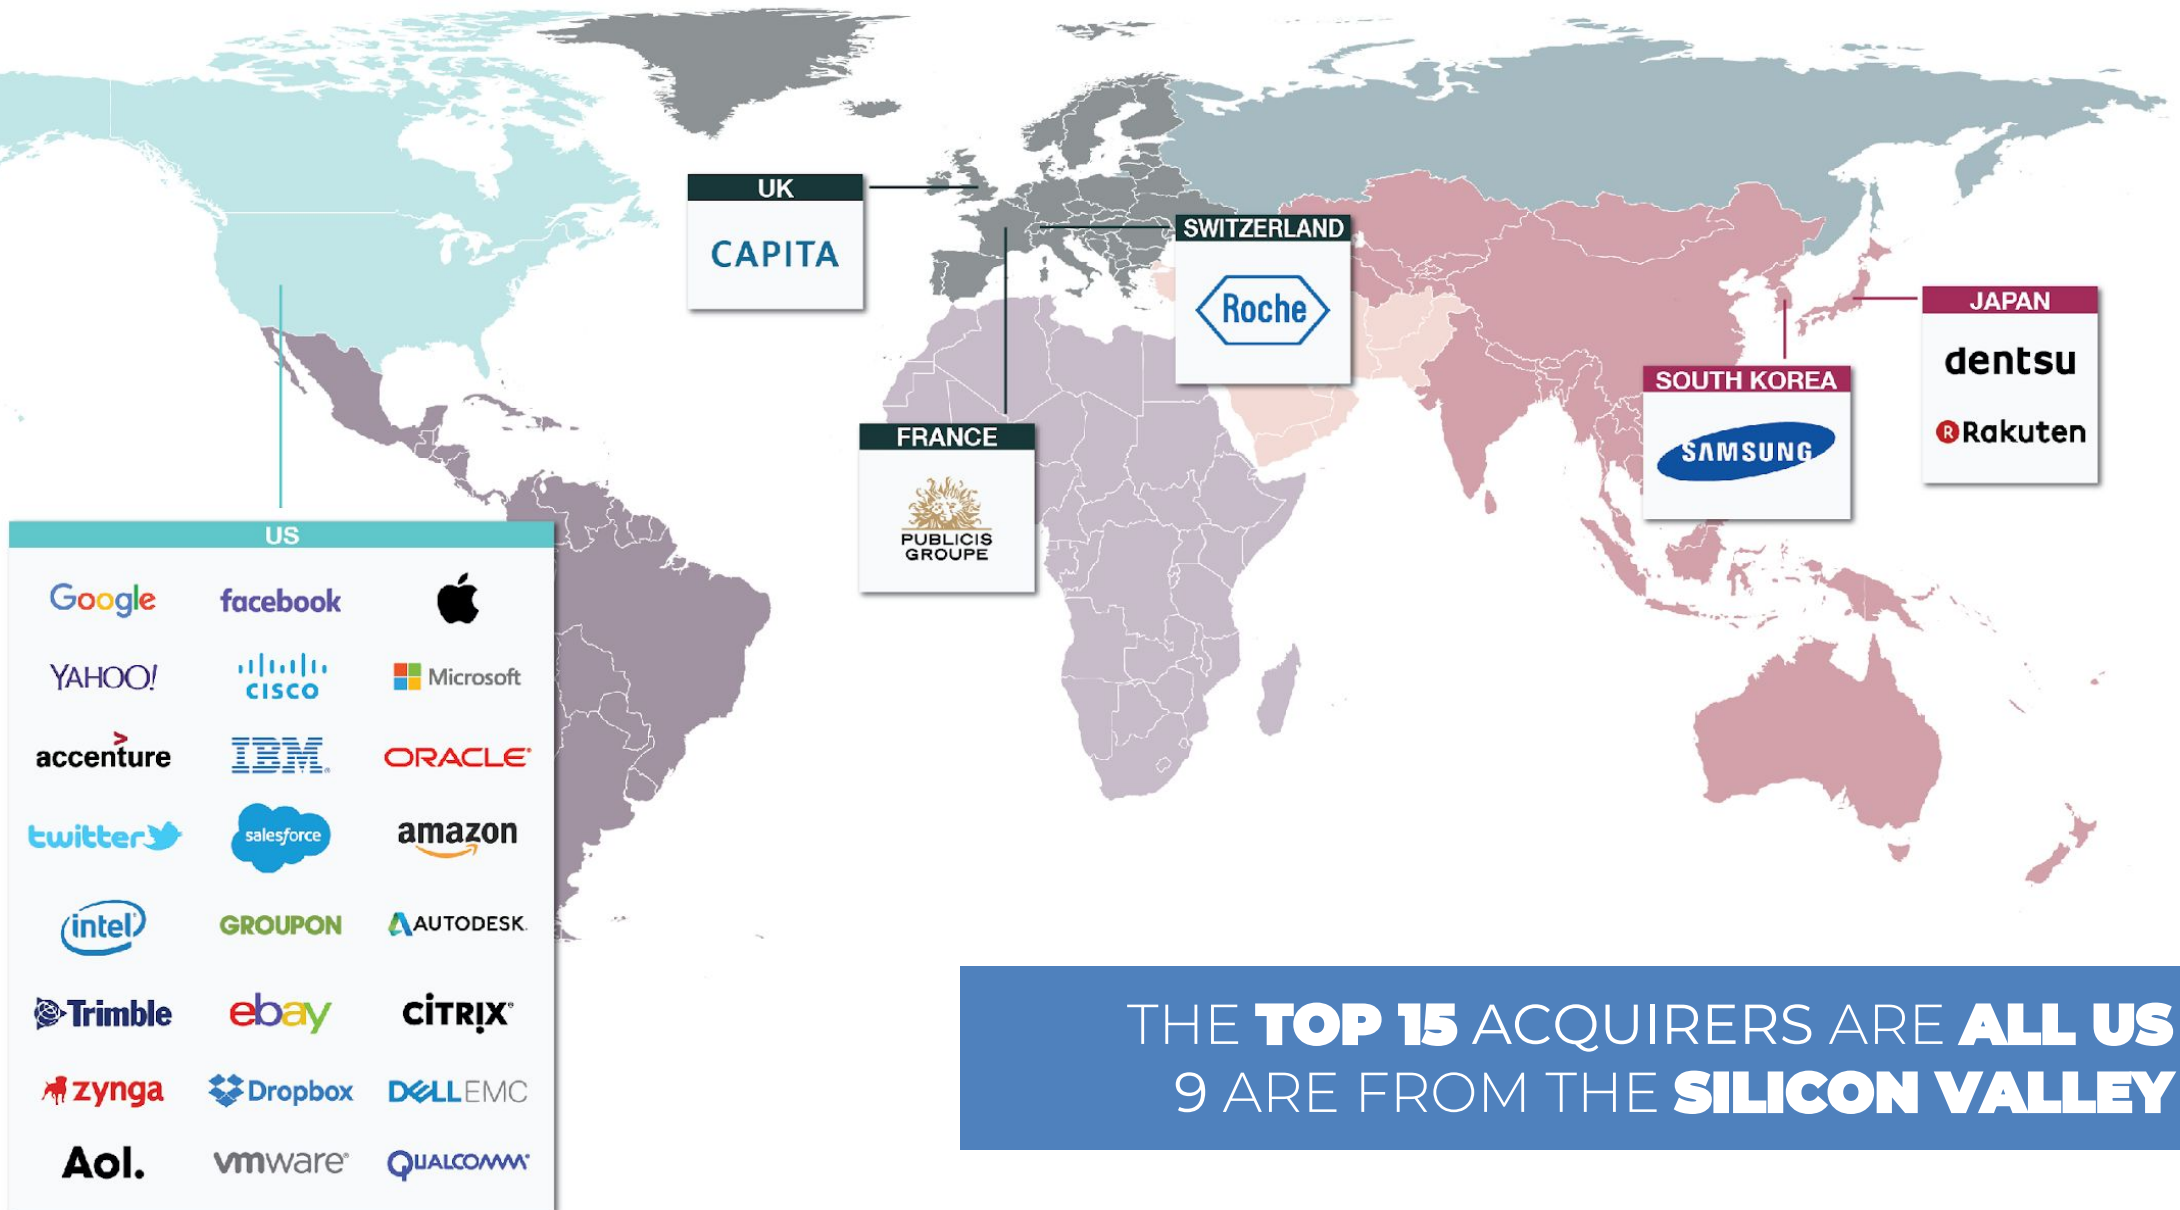 UK
CAPITA
SWITZERLAND
Roche
FRANCE
PUBLICIS
GROUPE
JAPAN
dentsu
R Rakuten
SOUTH KOREA
SAMSUNG
US
Google facebook
YAHOO! CISCO Microsoft
accenture IBM ORACLE
twitter salesforce amazon
intel GROUPON AUTODESK.
Trimble ebay CITRIX
zynga Dropbox DELL EMC
Aol. vmware QUALCOMM
THE TOP 15 ACQUIRERS ARE ALL US
9 ARE FROM THE SILICON VALLEY